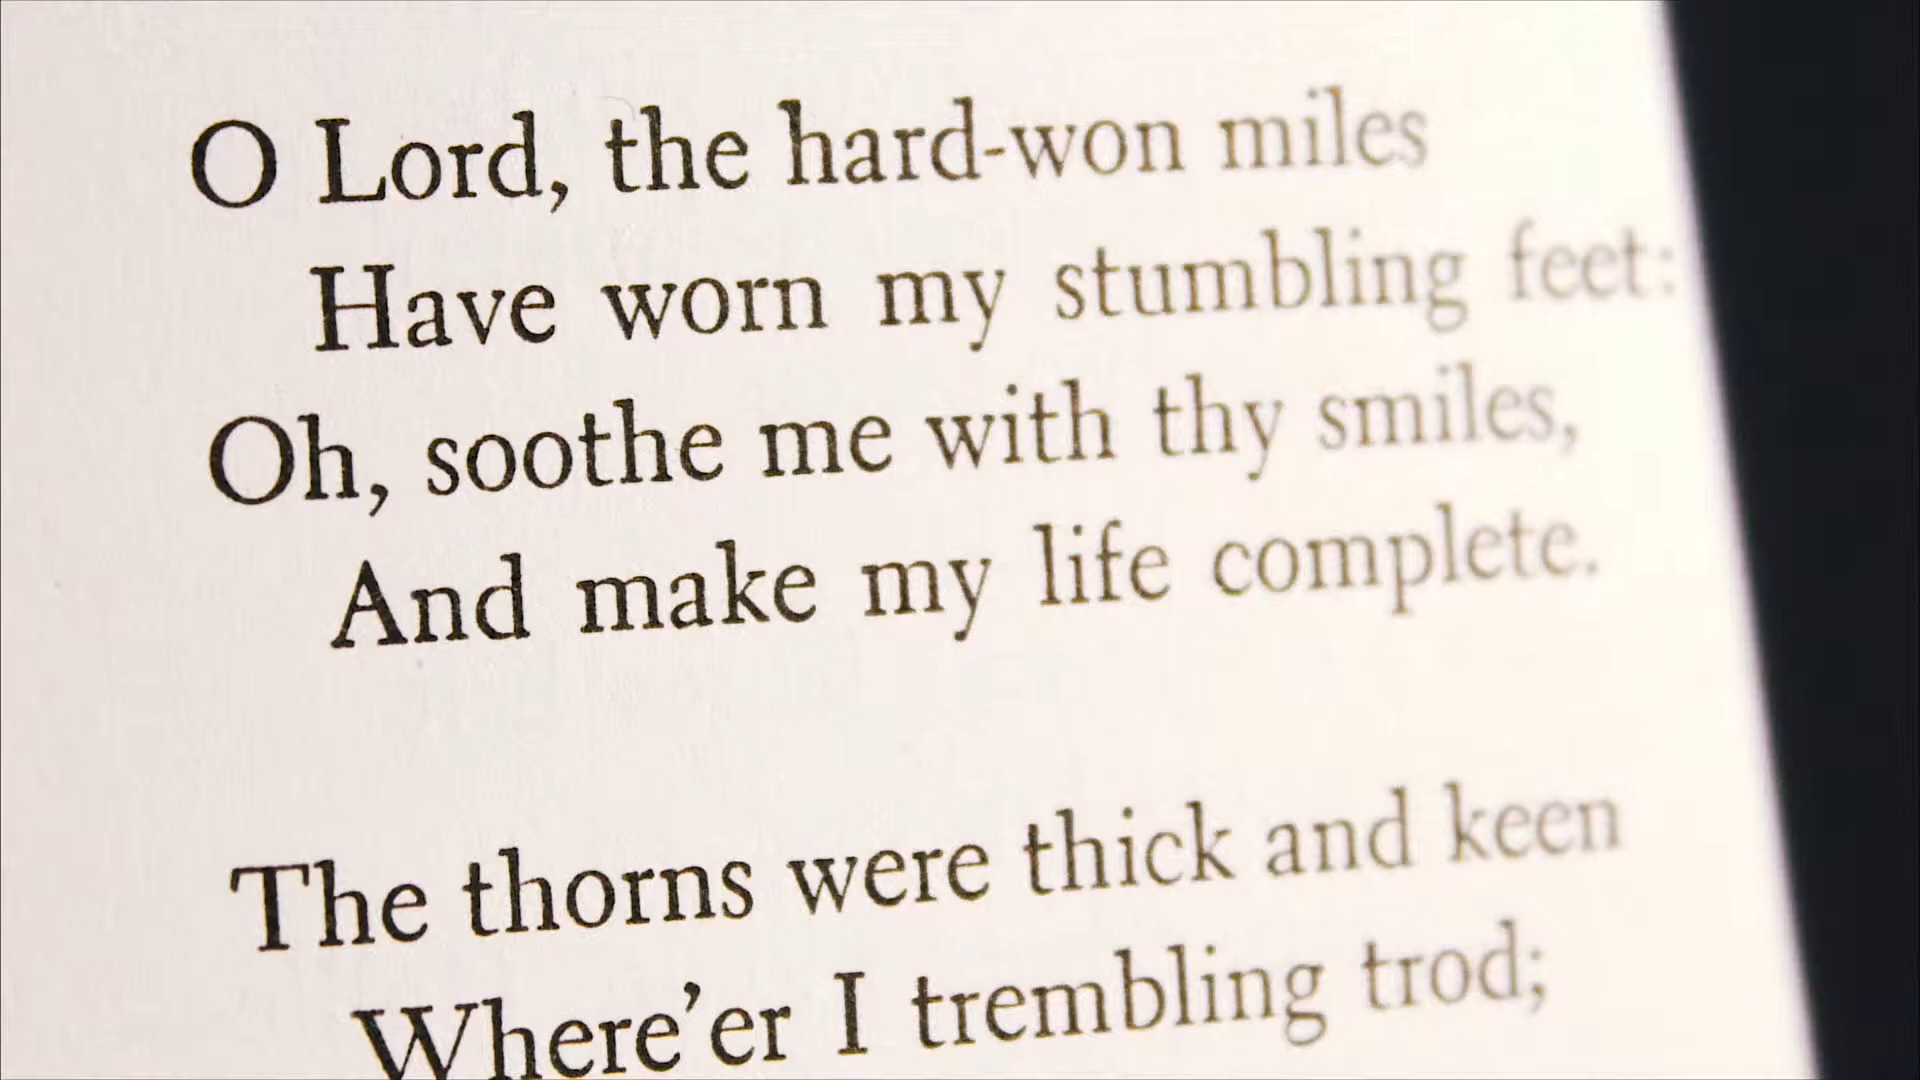 O Lord, the hard-won miles
Have worn my stumbling feet:
Oh, soothe me with thy smiles,
And make my life complete.
The thorns were thick and keen
Where'er I trembling trod;